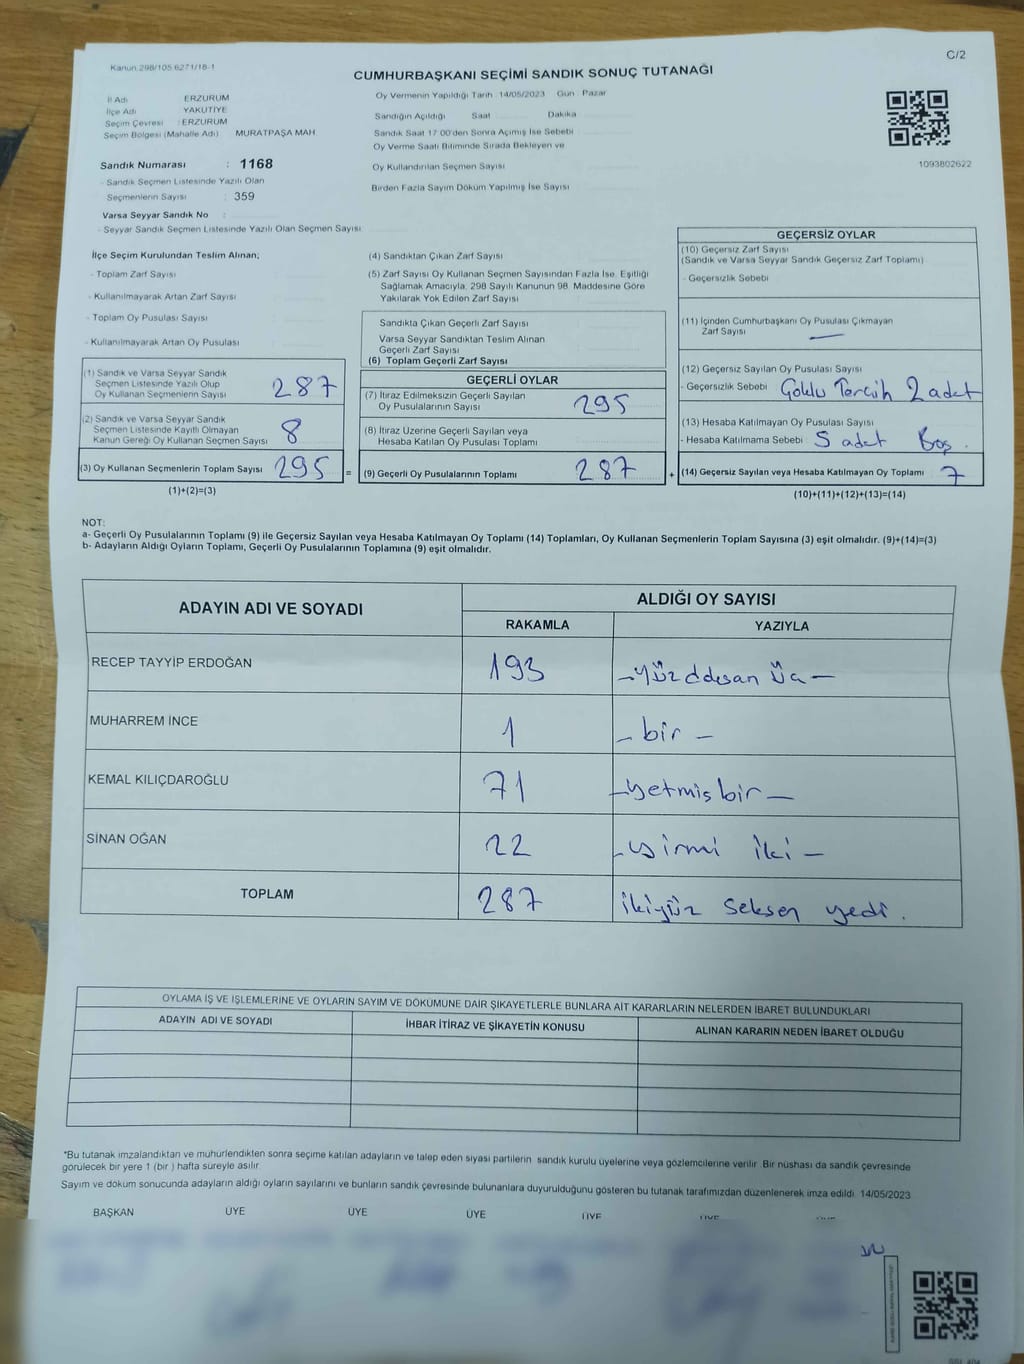 Kanun 298/105 6271/18-1
C/2
CUMHURBAŞKANI SEÇİMİ SANDIK SONUÇ TUTANAĞI
İl Adı ERZURUM
İlçe Adı YAKUTİYE
Seçim Çevresi : ERZURUM
Seçim Bölgesi (Mahalle Adı) MURATPAŞA MAH.
Oy Vermenin Yapıldığı Tarih 14/05/2023 Gün Pazar
Sandığın Açıldığı Saat Dakika
Sandık Saat 17 00'den Sonra Açılmış İse Sebebi
Oy Verme Saati Bitiminde Sırada Bekleyen ve
Oy Kullandırılan Seçmen Sayısı
Birden Fazla Sayım Döküm Yapılmış İse Sayısı
1093802622
Sandık Numarası : 1168
- Sandık Seçmen Listesinde Yazılı Olan
Seçmenlerin Sayısı : 359
Varsa Seyyar Sandık No :
- Seyyar Sandık Seçmen Listesinde Yazılı Olan Seçmen Sayısı
İlçe Seçim Kurulundan Teslim Alınan;
- Toplam Zarf Sayısı
- Kullanılmayarak Artan Zarf Sayısı
- Toplam Oy Pusulası Sayısı
- Kullanılmayarak Artan Oy Pusulası
(4) Sandıktan Çıkan Zarf Sayısı
(5) Zarf Sayısı Oy Kullanan Seçmen Sayısından Fazla İse, Eşitliği
Sağlamak Amacıyla, 298 Sayılı Kanunun 98. Maddesine Göre
Yakılarak Yok Edilen Zarf Sayısı
Sandıkta Çıkan Geçerli Zarf Sayısı
Varsa Seyyar Sandıktan Teslim Alınan
Geçerli Zarf Sayısı
(6) Toplam Geçerli Zarf Sayısı
GEÇERSİZ OYLAR
(10) Geçersiz Zarf Sayısı
(Sandık ve Varsa Seyyar Sandık Geçersiz Zarf Toplamı)
- Geçersizlik Sebebi
(11) İçinden Cumhurbaşkanı Oy Pusulası Çıkmayan
Zarf Sayısı —
(12) Geçersiz Sayılan Oy Pusulası Sayısı
- Geçersizlik Sebebi Çoklu Tercih 2 adet
(13) Hesaba Katılmayan Oy Pusulası Sayısı
- Hesaba Katılmama Sebebi : 5 adet Boş.
(14) Geçersiz Sayılan veya Hesaba Katılmayan Oy Toplamı 7
(10)+(11)+(12)+(13)=(14)
(1) Sandık ve Varsa Seyyar Sandık
Seçmen Listesinde Yazılı Olup
Oy Kullanan Seçmenlerin Sayısı 287
(2) Sandık ve Varsa Seyyar Sandık
Seçmen Listesinde Kayıtlı Olmayan
Kanun Gereği Oy Kullanan Seçmen Sayısı 8
(3) Oy Kullanan Seçmenlerin Toplam Sayısı 295 =
(1)+(2)=(3)
GEÇERLİ OYLAR
(7) İtiraz Edilmeksizin Geçerli Sayılan
Oy Pusulalarının Sayısı 295
(8) İtiraz Üzerine Geçerli Sayılan veya
Hesaba Katılan Oy Pusulası Toplamı
(9) Geçerli Oy Pusulalarının Toplamı 287 +
NOT:
a- Geçerli Oy Pusulalarının Toplamı (9) ile Geçersiz Sayılan veya Hesaba Katılmayan Oy Toplamı (14) Toplamları, Oy Kullanan Seçmenlerin Toplam Sayısına (3) eşit olmalıdır. (9)+(14)=(3)
b- Adayların Aldığı Oyların Toplamı, Geçerli Oy Pusulalarının Toplamına (9) eşit olmalıdır.
ADAYIN ADI VE SOYADI
ALDIĞI OY SAYISI
RAKAMLA YAZIYLA
RECEP TAYYİP ERDOĞAN 193 -yüz
MUHARREM İNCE 1 - bir -
KEMAL KILIÇDAROĞLU 71 -yetmiş bir -
SİNAN OĞAN 22 -yirmi iki -
TOPLAM 287 ikiyüz seksen yedi.
OYLAMA İŞ VE İŞLEMLERİNE VE OYLARIN SAYIM VE DÖKÜMÜNE DAİR ŞİKAYETLERLE BUNLARA AİT KARARLARIN NELERDEN İBARET BULUNDUKLARI
ADAYIN ADI VE SOYADI İHBAR İTİRAZ VE ŞİKAYETİN KONUSU ALINAN KARARIN NEDEN İBARET OLDUĞU
*Bu tutanak imzalandıktan ve mühürlendikten sonra seçime katılan adayların ve talep eden siyasi partilerin sandık kurulu üyelerine veya gözlemcilerine verilir. Bir nüshası da sandık çevresinde
görülecek bir yere 1 (bir ) hafta süreyle asılır.
Sayım ve döküm sonucunda adayların aldığı oyların sayılarını ve bunların sandık çevresinde bulunanlara duyurulduğunu gösteren bu tutanak tarafımızdan düzenlenerek imza edildi. 14/05/2023
BAŞKAN ÜYE ÜYE ÜYE ÜYE ÜYE